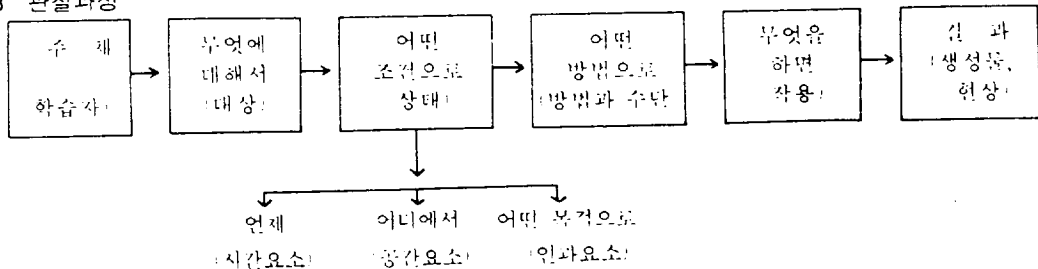 관찰과정
주 체
학습자)
무엇에
대해서
(대상)
어떤
조건으로
상태)
어떤
방법으로
(방법과 수단
무엇을
하면
작용)
결 과
(생성물,
현상)
언제
어디에서
어떤 목적으로
(시간요소)
(공간요소)
(인과요소)